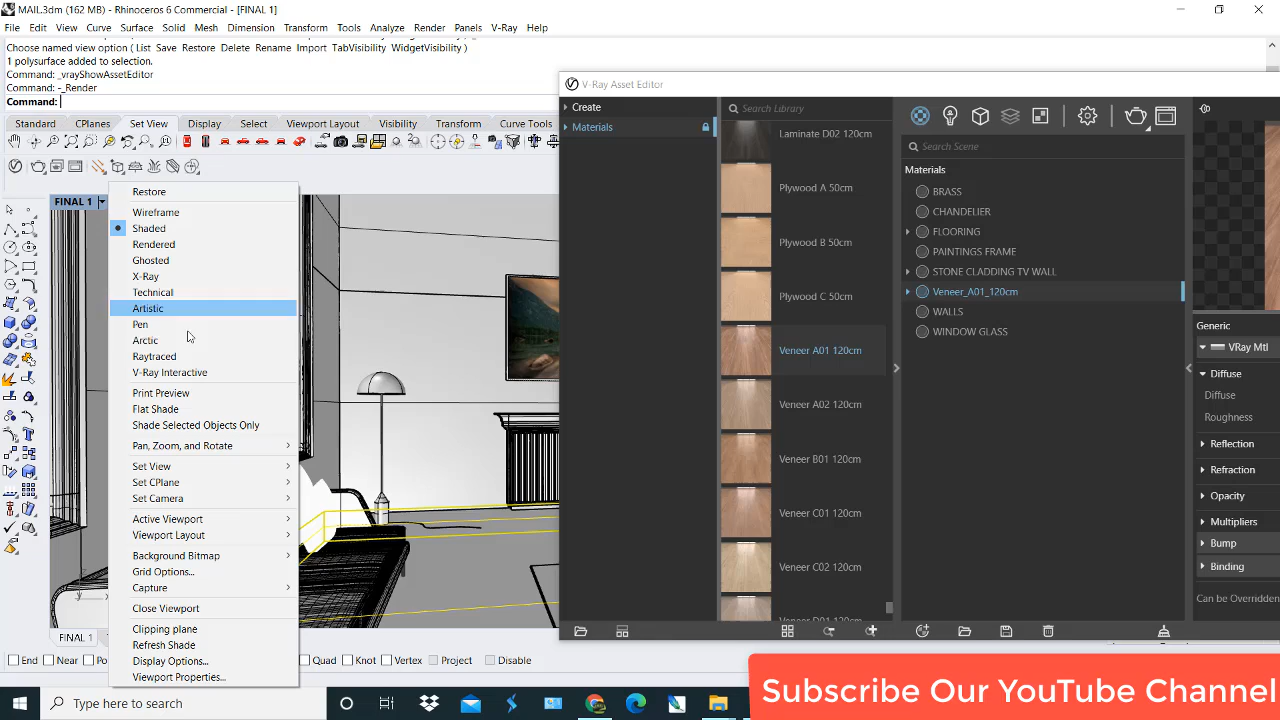 MAIL.3dm (162 MB) - Rhinoceros 6 Commercial - [FINAL 1]
File Edit View Curve Surface Solid Mesh Dimension Transform Tools Analyze Render Panels V-Ray Help
Choose named view option ( List Save Restore Delete Rename Import TabVisibility WidgetVisibility )
1 polysurface added to selection.
Command: _vrayShowAssetEditor
Command: -_Render
Command:
Standard CPlanes Set View Display Select Viewport Layout Visibility Transform Curve Tools
FINAL 1
Restore
Wireframe
Shaded
Rendered
Ghosted
X-Ray
Technical
Artistic
Pen
Arctic
Raytraced
V-Ray Interactive
Print Preview
Flat Shade
Shade Selected Objects Only
Pan, Zoom, and Rotate
Set View
Set CPlane
Set Camera
Active Viewport
Viewport Layout
Background Bitmap
Grid Options...
Capture
Close Viewport
Clipping plane
Refresh Shade
Display Options...
Viewport Properties...
FINAL 1
End Near Quad Knot Vertex Project Disable
V-Ray Asset Editor
Create
Materials
Search Library
Laminate D02 120cm
Plywood A 50cm
Plywood B 50cm
Plywood C 50cm
Veneer A01 120cm
Veneer A02 120cm
Veneer B01 120cm
Veneer C01 120cm
Veneer C02 120cm
Search Scene
Materials
BRASS
CHANDELIER
FLOORING
PAINTINGS FRAME
STONE CLADDING TV WALL
Veneer_A01_120cm
WALLS
WINDOW GLASS
Generic
VRay Mtl
Diffuse
Diffuse
Roughness
Reflection
Refraction
Opacity
Multipliers
Bump
Binding
Can be Overridden
Type here to search
Subscribe Our YouTube Channel